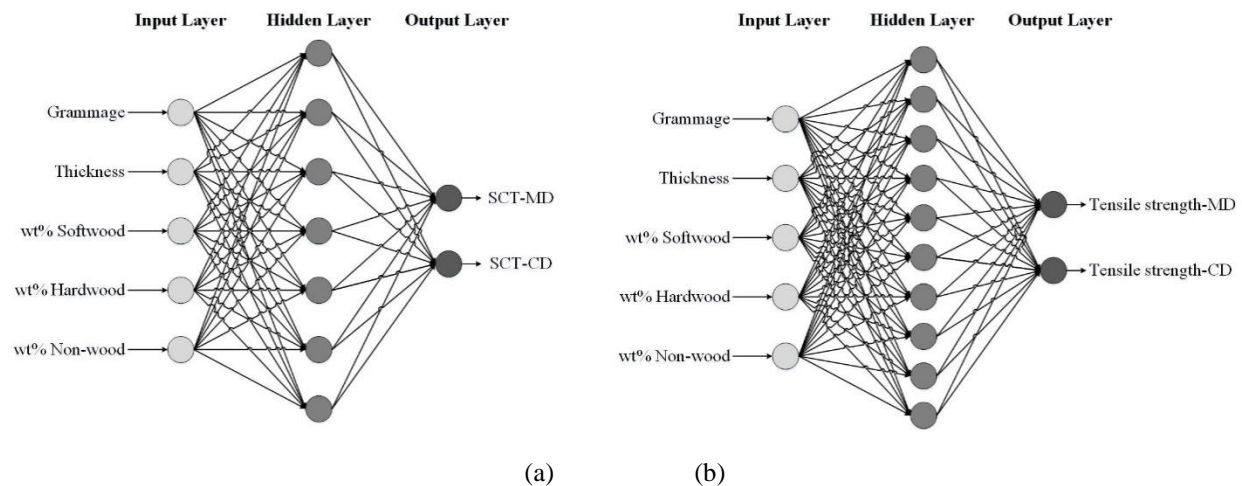 Input Layer Hidden Layer Output Layer
Grammage
Thickness
wt% Softwood
wt% Hardwood
wt% Non-wood
SCT-MD
SCT-CD
Input Layer Hidden Layer Output Layer
Grammage
Thickness
wt% Softwood
wt% Hardwood
wt% Non-wood
Tensile strength-MD
Tensile strength-CD
(a) (b)